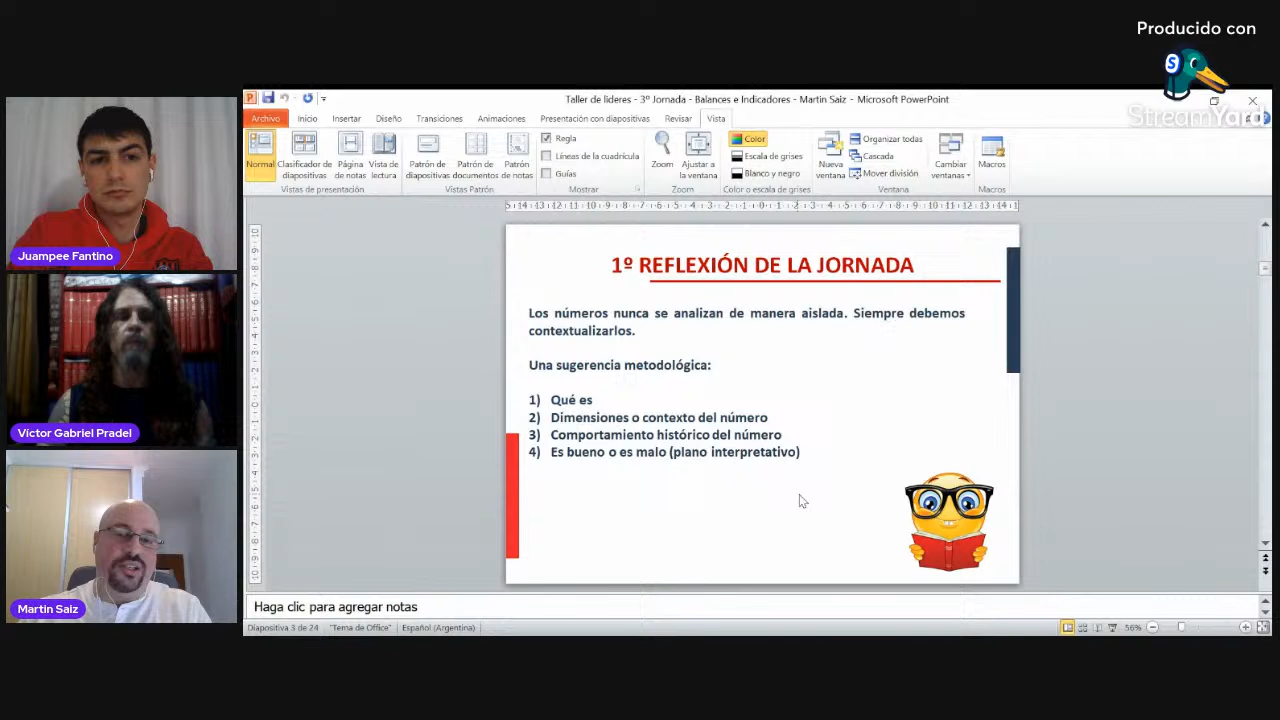 Producido con
StreamYard
Juampee Fantino
Víctor Gabriel Pradel
Martin Saiz
Taller de lideres - 3º Jornada - Balances e Indicadores - Martin Saiz - Microsoft PowerPoint
Archivo Inicio Insertar Diseño Transiciones Animaciones Presentación con diapositivas Revisar Vista
Normal
Clasificador de diapositivas
Página de notas
Vista de lectura
Vistas de presentación
Patrón de diapositivas
Patrón de documentos
Patrón de notas
Vistas Patrón
Regla
Líneas de la cuadrícula
Guías
Mostrar
Zoom
Ajustar a la ventana
Zoom
Color
Escala de grises
Blanco y negro
Color o escala de grises
Nueva ventana
Organizar todas
Cascada
Mover división
Cambiar ventanas
Ventana
Macros
Macros
1º REFLEXIÓN DE LA JORNADA
Los números nunca se analizan de manera aislada. Siempre debemos
contextualizarlos.
Una sugerencia metodológica:
1) Qué es
2) Dimensiones o contexto del número
3) Comportamiento histórico del número
4) Es bueno o es malo (plano interpretativo)
Haga clic para agregar notas
Diapositiva 3 de 24 "Tema de Office" Español (Argentina) 56%